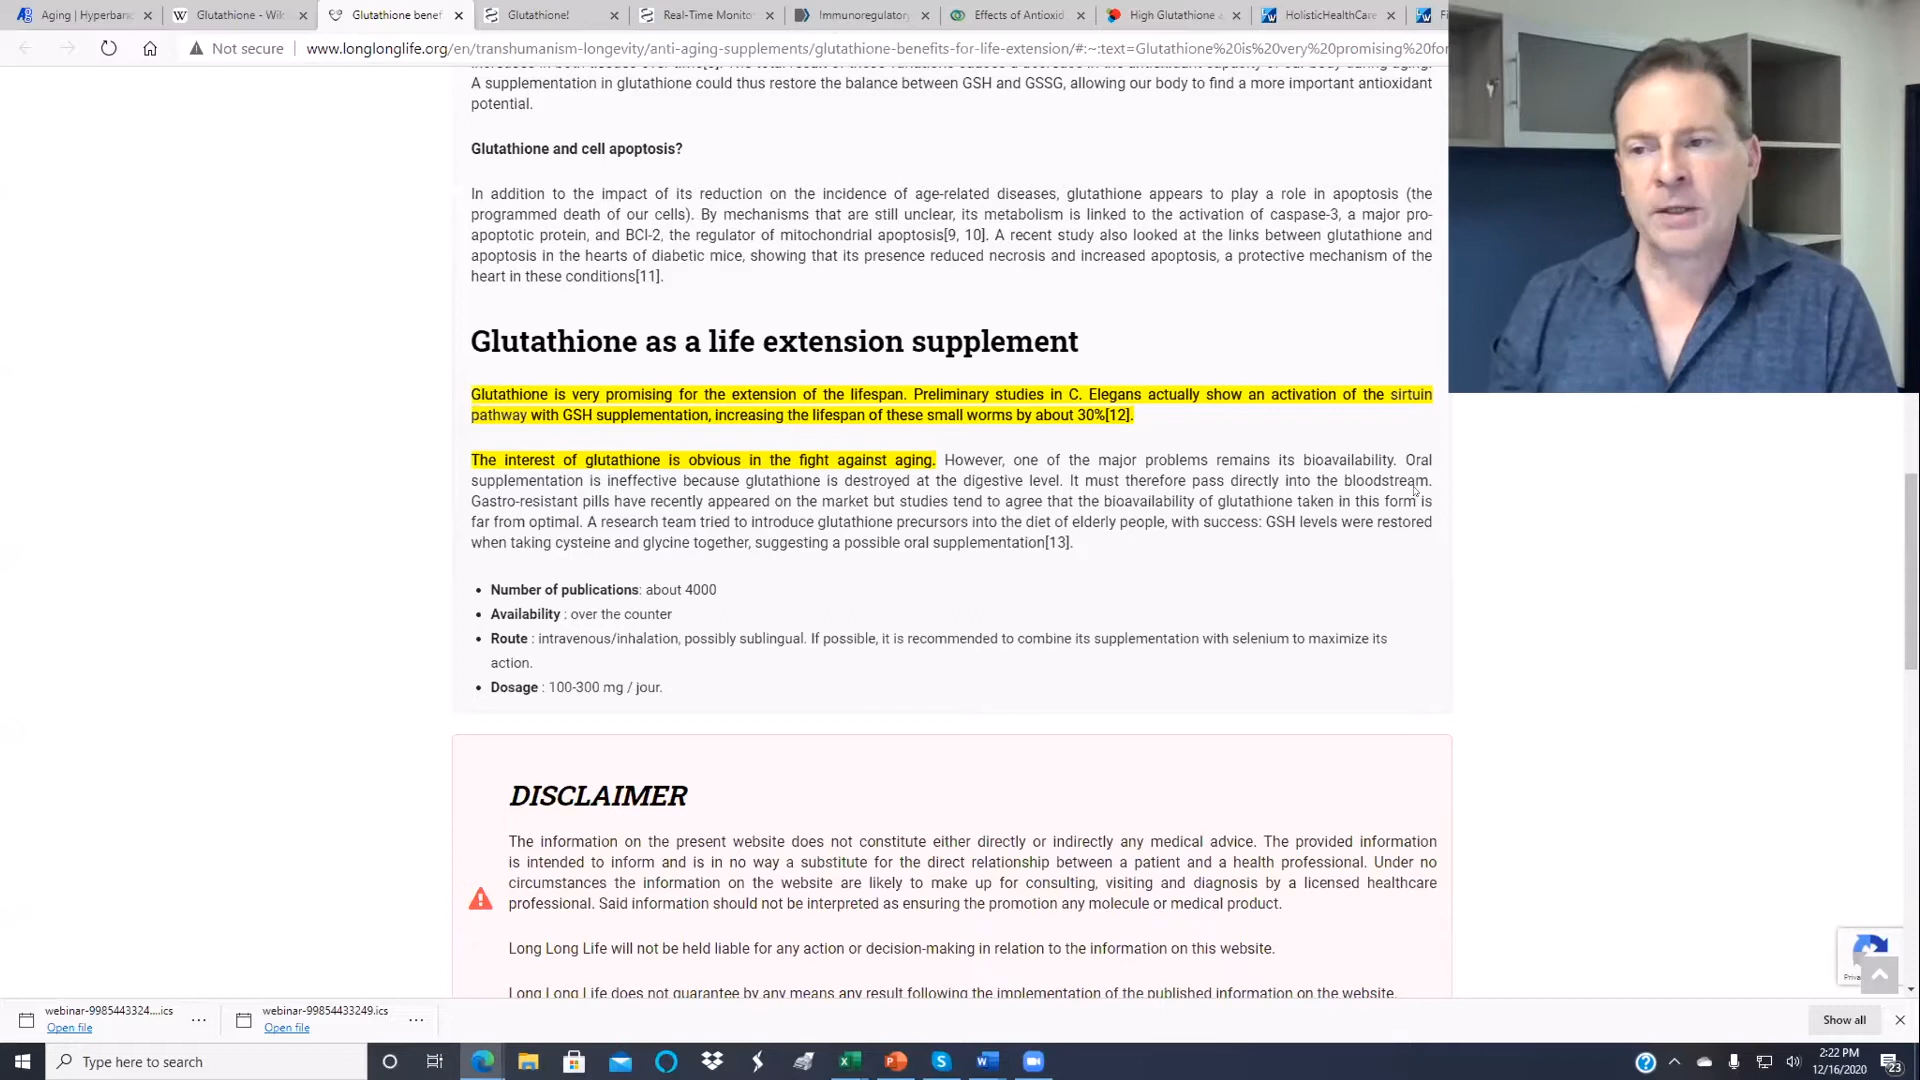 Aging | Hyperbari
Glutathione - Wik
Glutathione benef
Glutathione!
Real-Time Monito
Immunoregulatory
Effects of Antioxid
High Glutathione a
HolisticHealthCare
Not secure
www.longlonglife.org/en/transhumanism-longevity/anti-aging-supplements/glutathione-benefits-for-life-extension/#:~:text=Glutathione%20is%20very%20promising%20for
A supplementation in glutathione could thus restore the balance between GSH and GSSG, allowing our body to find a more important antioxidant
potential.
Glutathione and cell apoptosis?
In addition to the impact of its reduction on the incidence of age-related diseases, glutathione appears to play a role in apoptosis (the
programmed death of our cells). By mechanisms that are still unclear, its metabolism is linked to the activation of caspase-3, a major pro-
apoptotic protein, and BCl-2, the regulator of mitochondrial apoptosis[9, 10]. A recent study also looked at the links between glutathione and
apoptosis in the hearts of diabetic mice, showing that its presence reduced necrosis and increased apoptosis, a protective mechanism of the
heart in these conditions[11].
Glutathione as a life extension supplement
Glutathione is very promising for the extension of the lifespan. Preliminary studies in C. Elegans actually show an activation of the sirtuin
pathway with GSH supplementation, increasing the lifespan of these small worms by about 30%[12].
The interest of glutathione is obvious in the fight against aging. However, one of the major problems remains its bioavailability. Oral
supplementation is ineffective because glutathione is destroyed at the digestive level. It must therefore pass directly into the bloodstream.
Gastro-resistant pills have recently appeared on the market but studies tend to agree that the bioavailability of glutathione taken in this form is
far from optimal. A research team tried to introduce glutathione precursors into the diet of elderly people, with success: GSH levels were restored
when taking cysteine and glycine together, suggesting a possible oral supplementation[13].
• Number of publications: about 4000
• Availability : over the counter
• Route : intravenous/inhalation, possibly sublingual. If possible, it is recommended to combine its supplementation with selenium to maximize its
action.
• Dosage : 100-300 mg / jour.
DISCLAIMER
The information on the present website does not constitute either directly or indirectly any medical advice. The provided information
is intended to inform and is in no way a substitute for the direct relationship between a patient and a health professional. Under no
circumstances the information on the website are likely to make up for consulting, visiting and diagnosis by a licensed healthcare
professional. Said information should not be interpreted as ensuring the promotion any molecule or medical product.
Long Long Life will not be held liable for any action or decision-making in relation to the information on this website.
Long Long Life does not guarantee by any means any result following the implementation of the published information on the website.
webinar-9985443324....ics
Open file
webinar-99854433249.ics
Open file
Show all
Type here to search
2:22 PM
12/16/2020
23